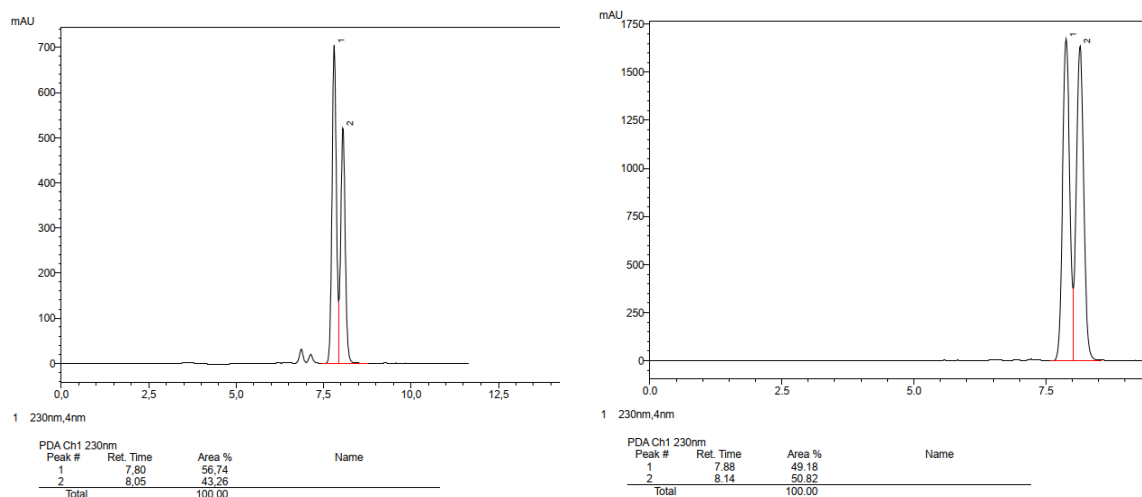 mAU
700
600
500
400
300
200
100
0
1
2
0,0 2,5 5,0 7,5 10,0 12,5
1 230nm,4nm
PDA Ch1 230nm
Peak # Ret. Time Area % Name
1 7,80 56,74
2 8,05 43,26
Total 100,00
mAU
1750
1500
1250
1000
750
500
250
0
1
2
0.0 2.5 5.0 7.5
1 230nm,4nm
PDA Ch1 230nm
Peak # Ret. Time Area % Name
1 7.88 49.18
2 8.14 50.82
Total 100.00